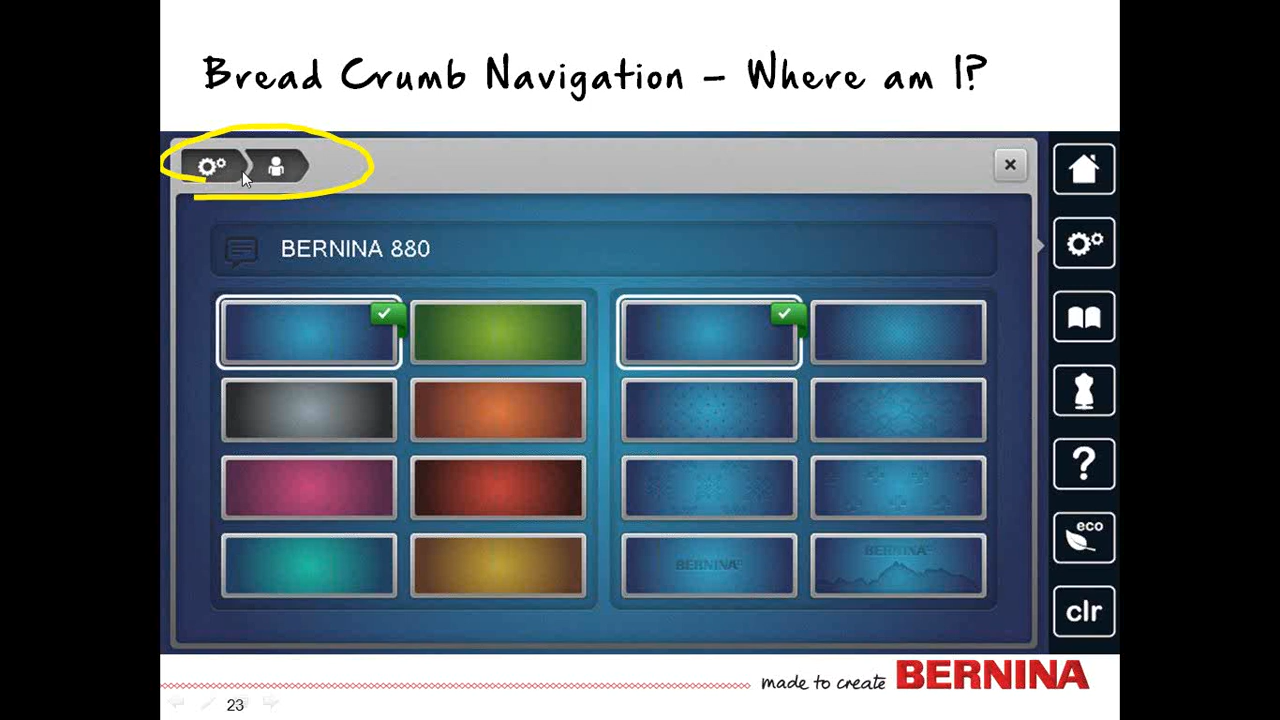 Bread Crumb Navigation – Where am I?
BERNINA 880
BERNINA
BERNINA
?
eco
clr
made to create BERNINA
23